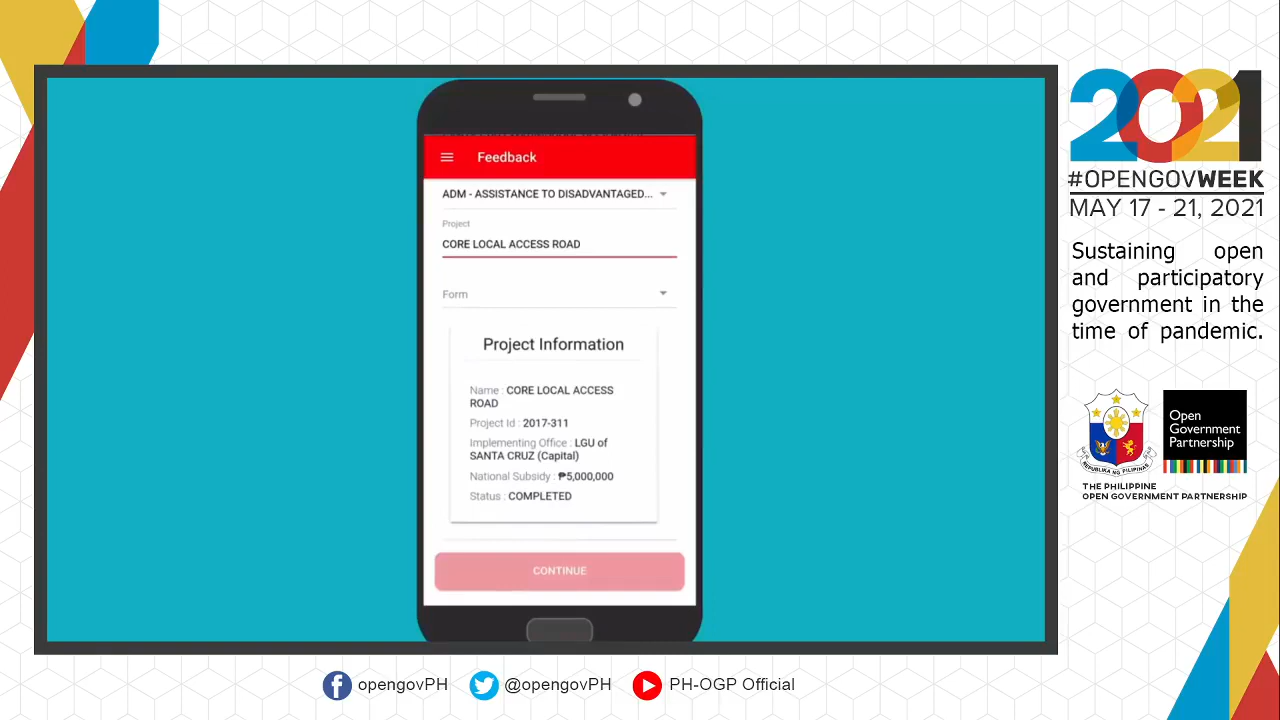 Feedback
ADM - ASSISTANCE TO DISADVANTAGED...
Project
CORE LOCAL ACCESS ROAD
Form
Project Information
Name : CORE LOCAL ACCESS
ROAD
Project Id : 2017-311
Implementing Office : LGU of
SANTA CRUZ (Capital)
National Subsidy : ₱5,000,000
Status : COMPLETED
CONTINUE
2021
#OPENGOVWEEK
MAY 17 - 21, 2021
Sustaining open
and participatory
government in the
time of pandemic.
REPUBLIKA NG PILIPINAS
Open
Government
Partnership
THE PHILIPPINE
OPEN GOVERNMENT PARTNERSHIP
opengovPH
@opengovPH
PH-OGP Official